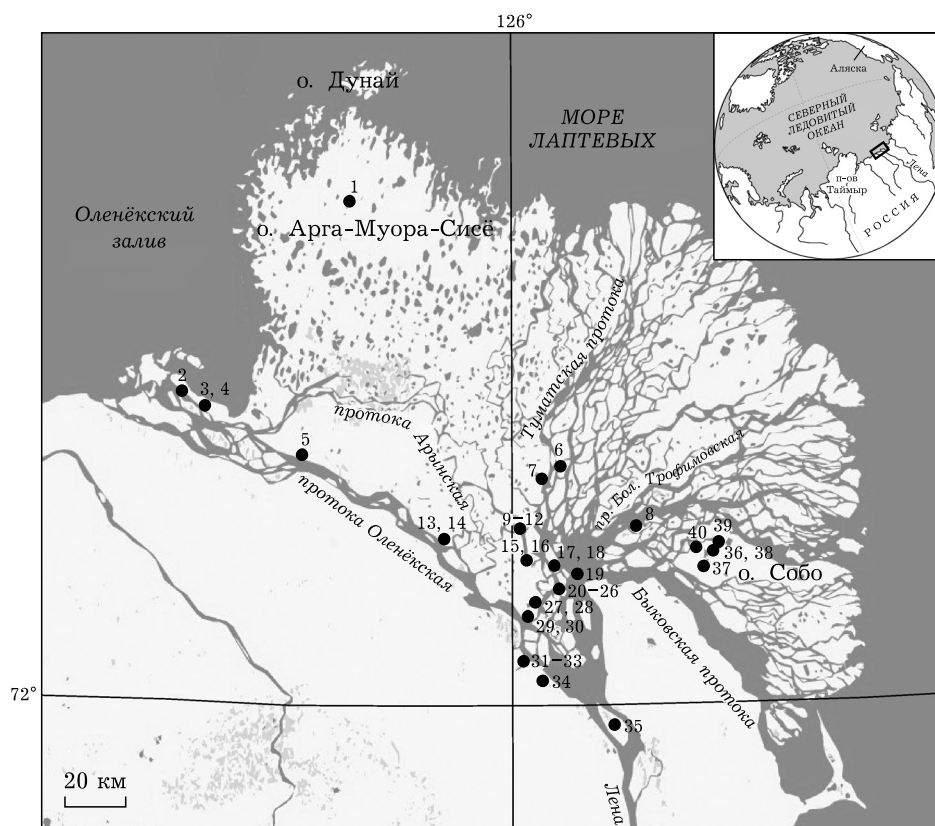 126°
о. Дунай
МОРЕ
ЛАПТЕВЫХ
Аляска
СЕВЕРНЫЙ
ЛЕДОВИТЫЙ
ОКЕАН
Лена
п-ов
Таймыр
РОССИЯ
1
Оленёкский
залив
о. Арга-Муора-Сисё
Туматская протока
2
3, 4
протока Арынская
5
6
7
пр. Бол. Трофимовская
протока Оленёкская
13, 14
9–12
8
39
40
36, 38
15, 16
17, 18
37
о. Собо
19
20–26
27, 28
29, 30
Быковская протока
31–33
34
72°
35
20 км
Лена